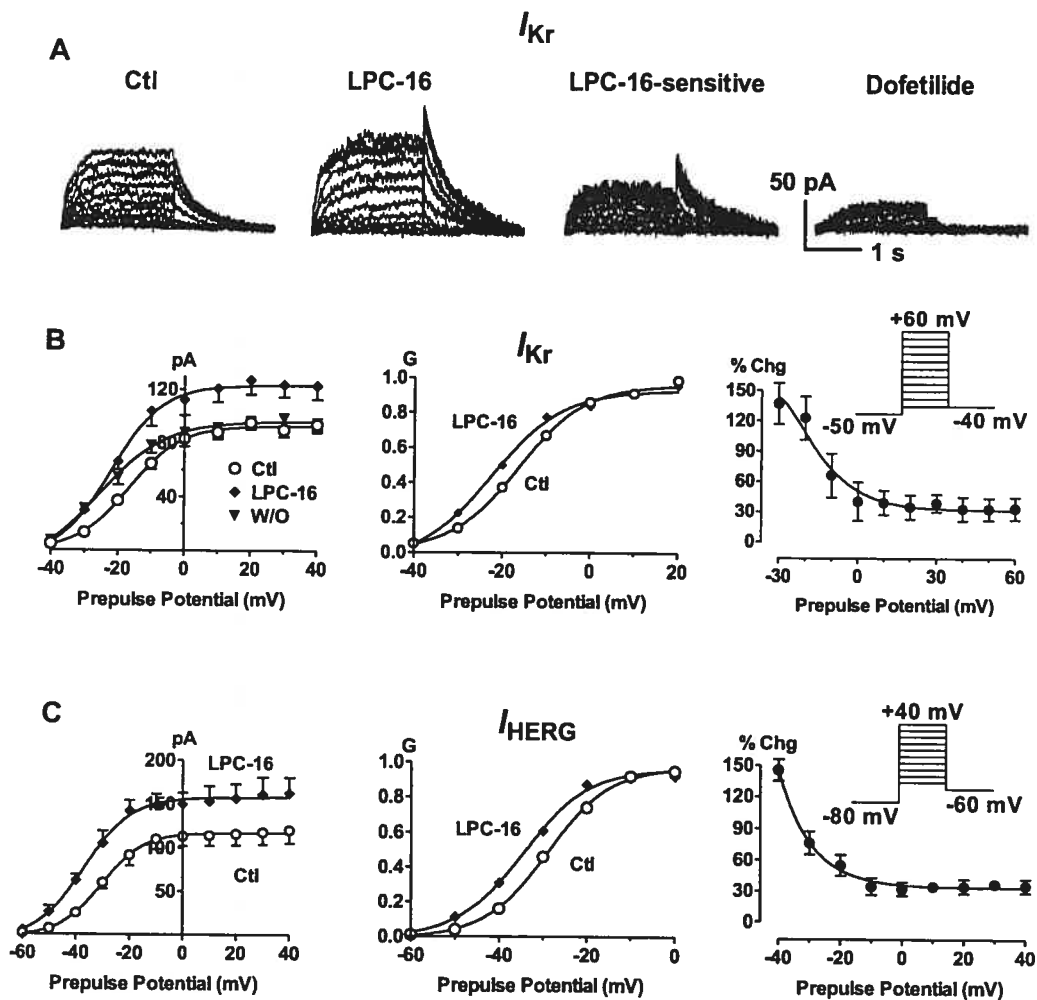 I Kr
A
Ctl LPC-16 LPC-16-sensitive Dofetilide
50 pA
1 s
B
I Kr
pA
120
80
40
Ctl
LPC-16
W/O
-40 -20 0 20 40
Prepulse Potential (mV)
G
1.0
0.8
0.6
0.4
0.2
0.0
LPC-16
Ctl
-40 -20 0 20
Prepulse Potential (mV)
% Chg
150
120
90
60
30
0
+60 mV
-50 mV
-40 mV
-30 0 30 60
Prepulse Potential (mV)
C
I HERG
pA
200
150
100
50
LPC-16
Ctl
-60 -40 -20 0 20 40
Prepulse Potential (mV)
G
1.0
0.8
0.6
0.4
0.2
0.0
LPC-16
Ctl
-60 -40 -20 0
Prepulse Potential (mV)
% Chg
150
120
90
60
30
0
+40 mV
-80 mV
-60 mV
-40 -20 0 20 40
Prepulse Potential (mV)